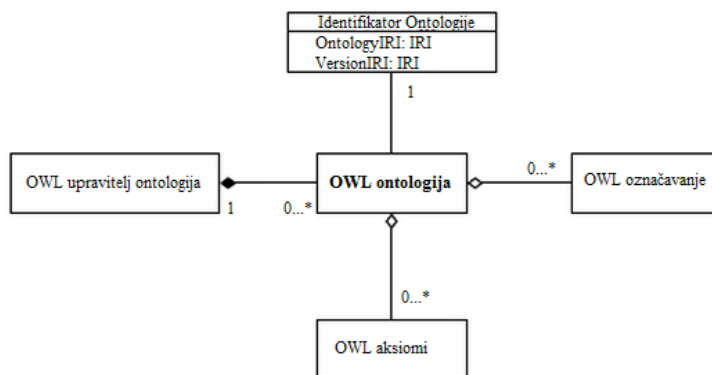 Identifikator Ontologije
OntologyIRI: IRI
VersionIRI: IRI
1
OWL upravitelj ontologija
1
0...*
OWL ontologija
0...*
OWL označavanje
0...*
OWL aksiomi